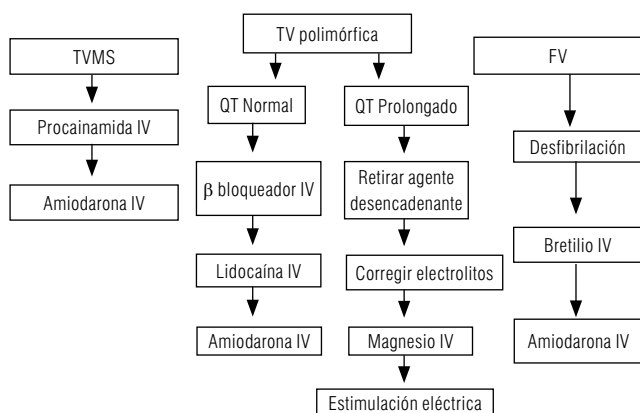 TVMS
Procainamida IV
Amiodarona IV
TV polimórfica
QT Normal
β bloqueador IV
Lidocaína IV
Amiodarona IV
QT Prolongado
Retirar agente
desencadenante
Corregir electrolitos
Magnesio IV
Estimulación eléctrica
FV
Desfibrilación
Bretilio IV
Amiodarona IV